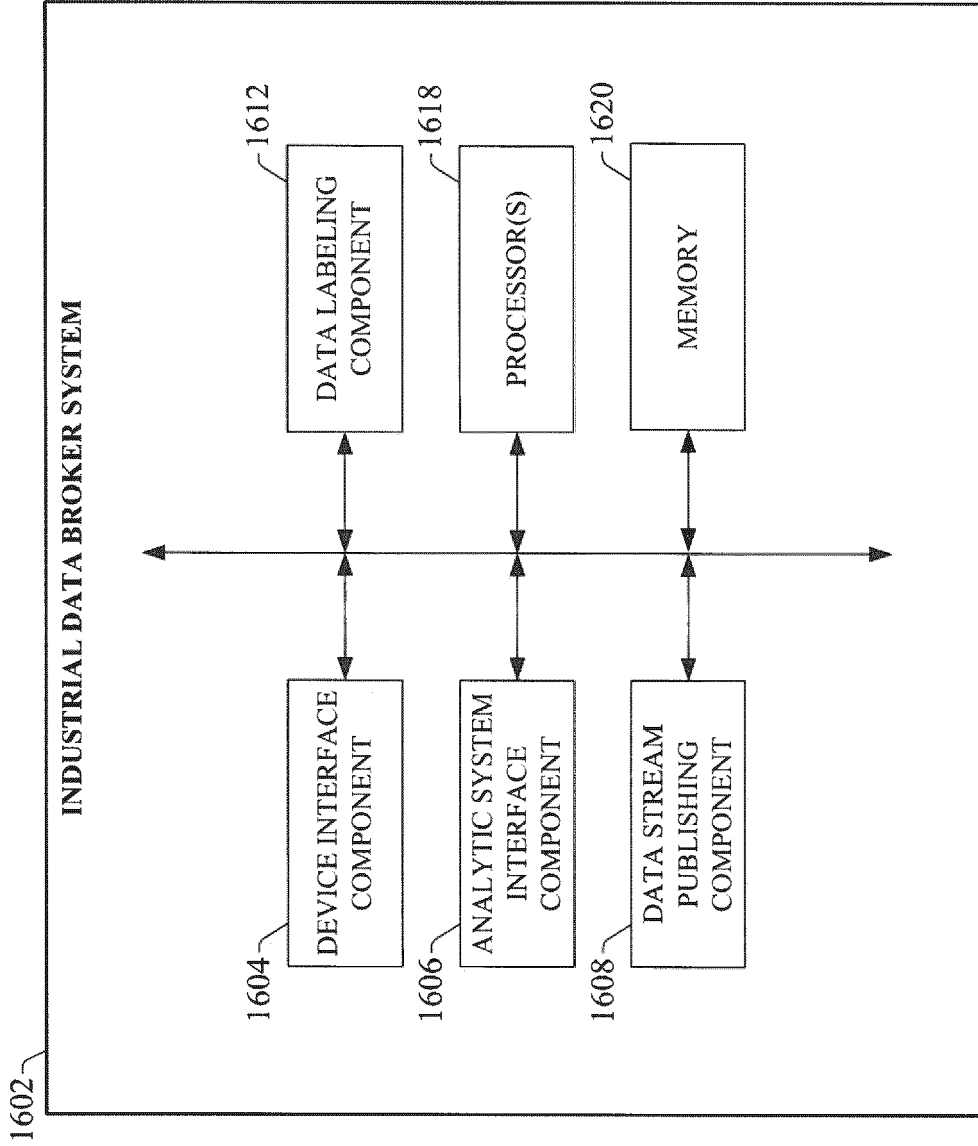 1602
INDUSTRIAL DATA BROKER SYSTEM
1604
DEVICE INTERFACE
COMPONENT
1606
ANALYTIC SYSTEM
INTERFACE
COMPONENT
1608
DATA STREAM
PUBLISHING
COMPONENT
1612
DATA LABELING
COMPONENT
1618
PROCESSOR(S)
1620
MEMORY